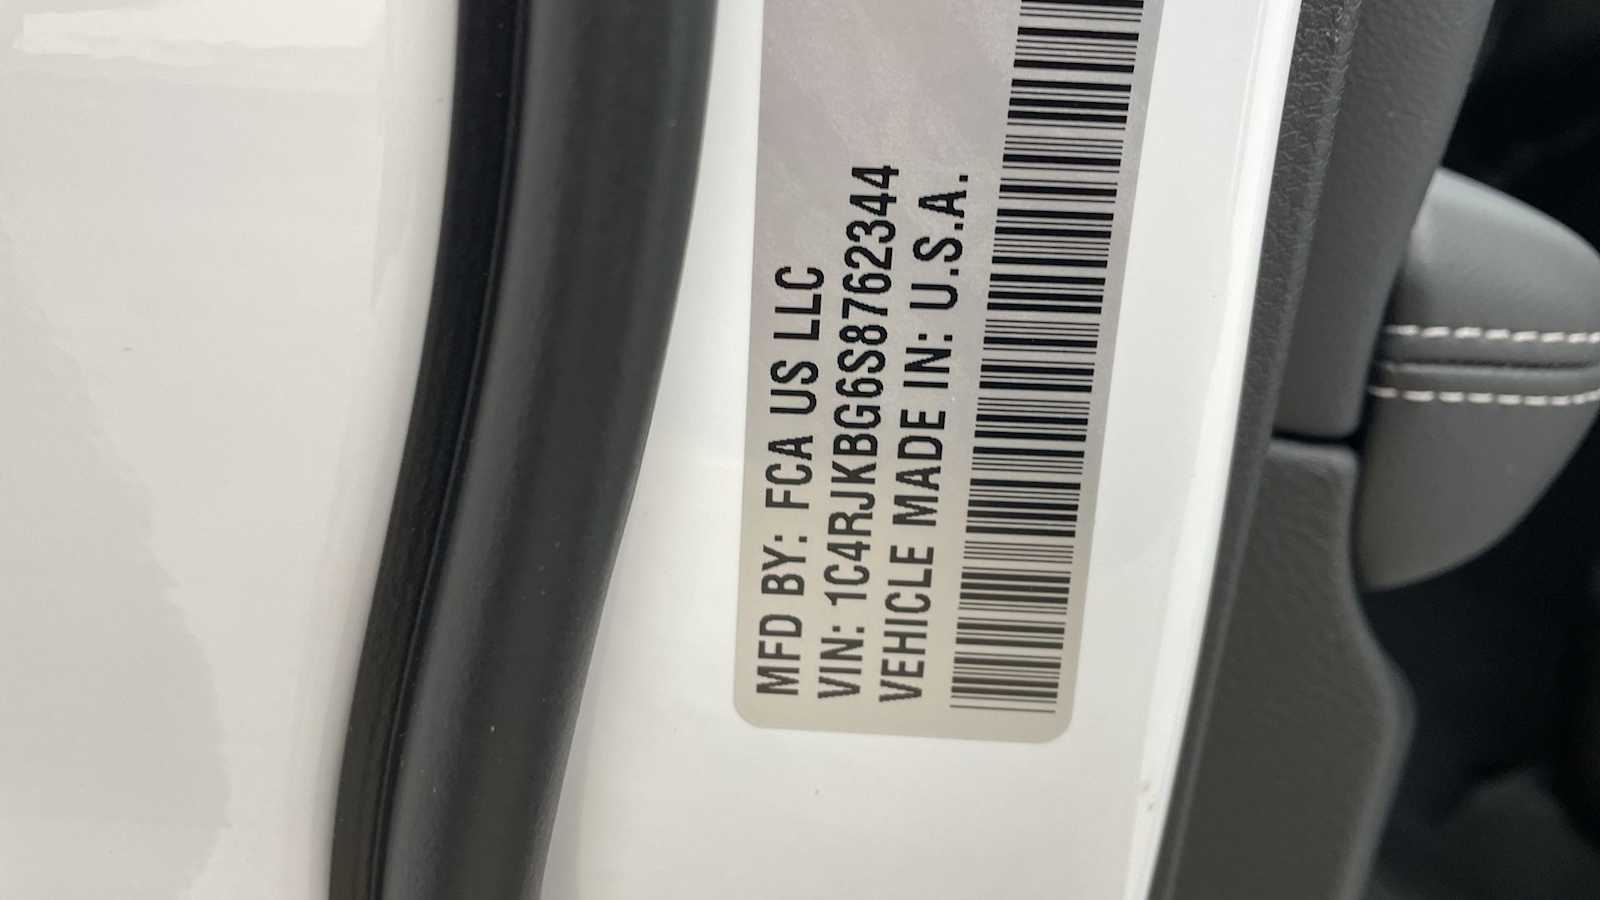 MFD BY: FCA US LLC
VIN: 1C4RJKBG6S8762344
VEHICLE MADE IN: U.S.A.